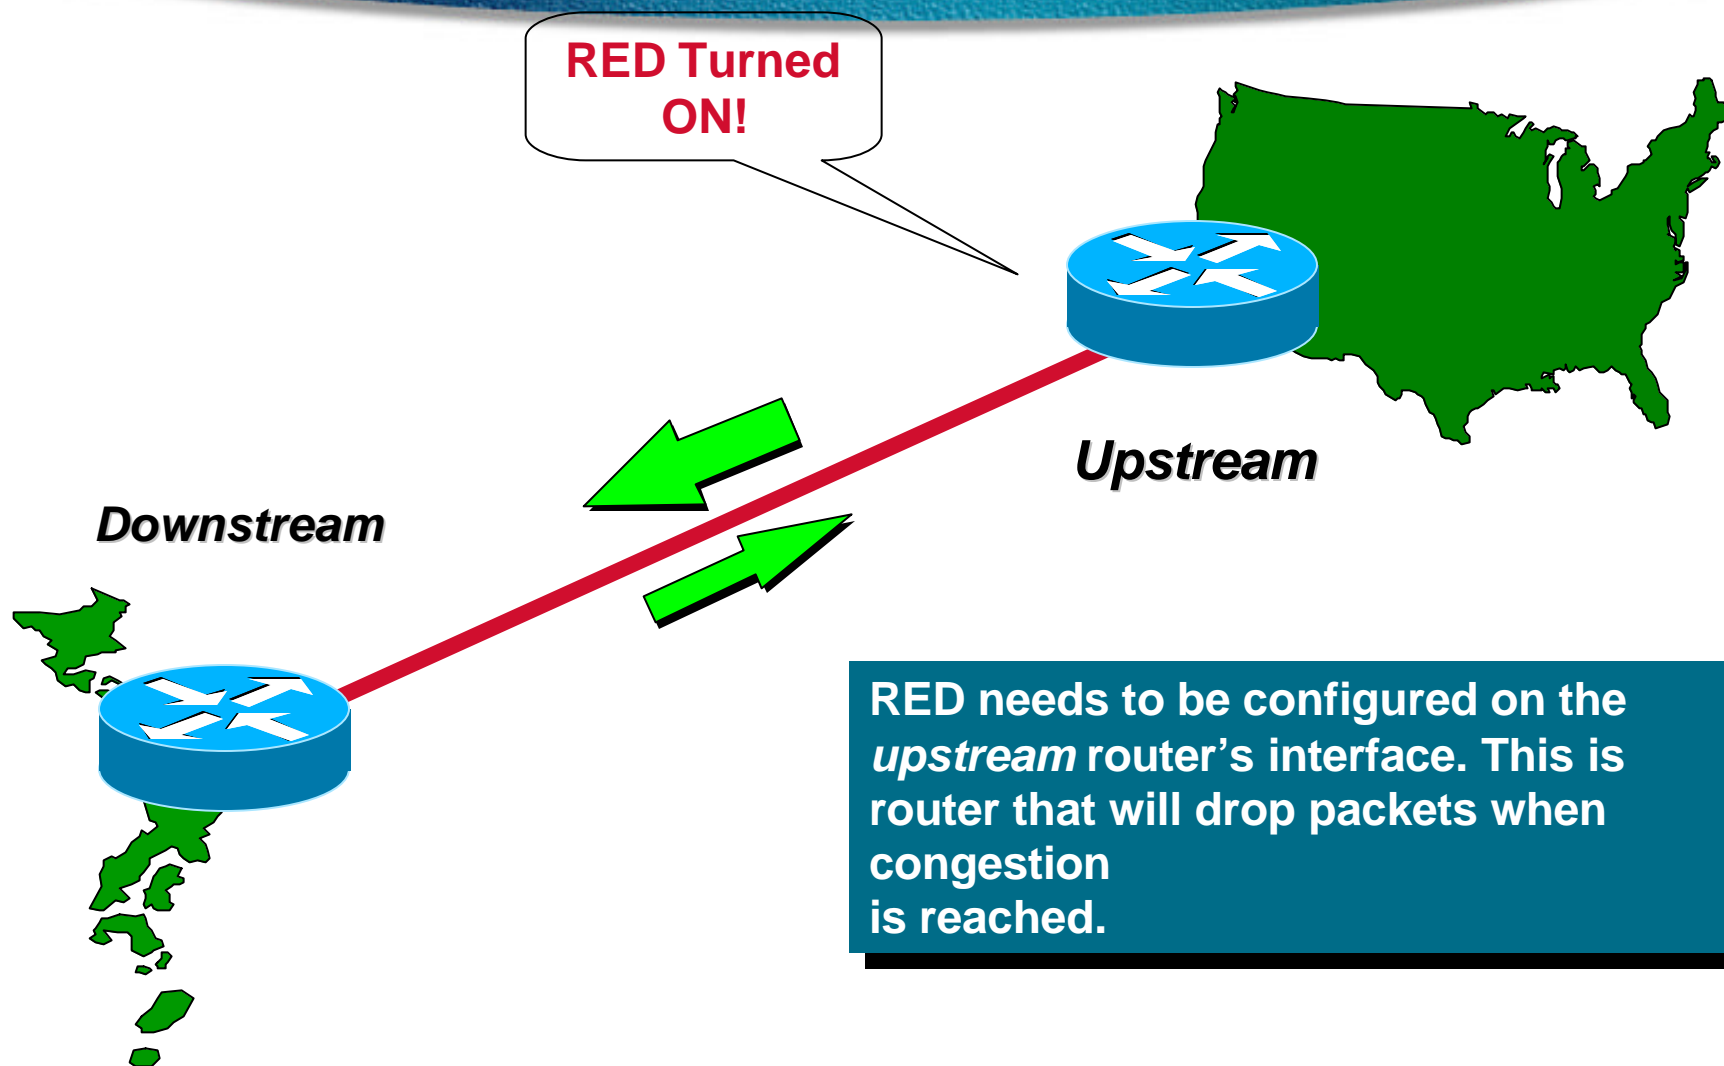 RED Turned
ON!
Upstream
Downstream
RED needs to be configured on the
upstream router’s interface. This is
router that will drop packets when
congestion
is reached.